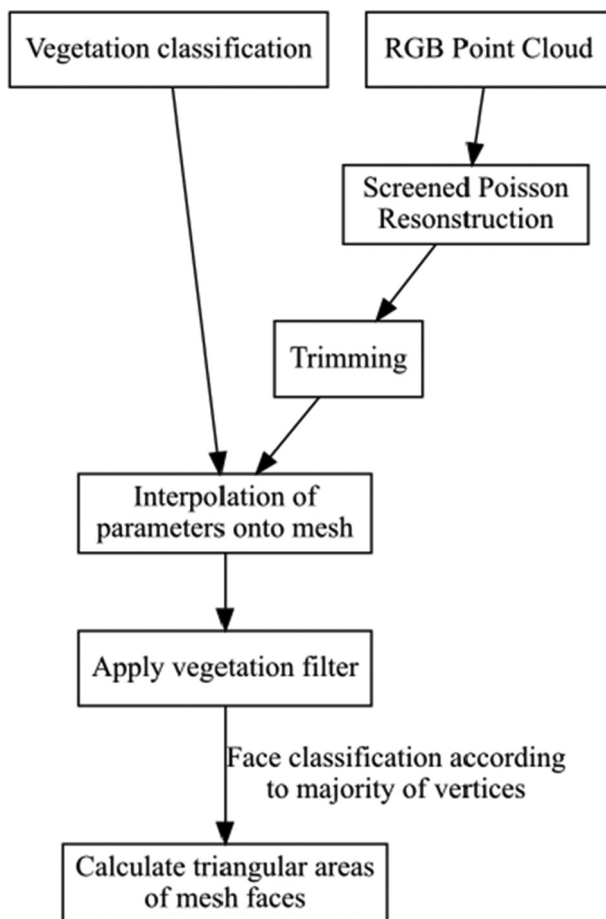 Vegetation classification
RGB Point Cloud
Screened Poisson
Resonstruction
Trimming
Interpolation of
parameters onto mesh
Apply vegetation filter
Face classification according
to majority of vertices
Calculate triangular areas
of mesh faces